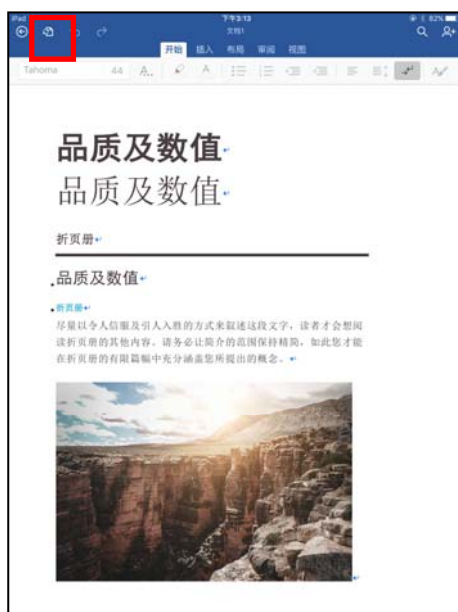 iPad 下午3:13 82%
文档1
开始 插入 布局 审阅 视图
Tahoma 44 A
品质及数值
品质及数值
折页册
品质及数值
折页册
尽量以令人信服及引人入胜的方式来叙述这段文字，读者才会想阅
读折页册的其他内容。请务必让简介的范围保持精简，如此您才能
在折页册的有限篇幅中充分涵盖您所提出的概念。